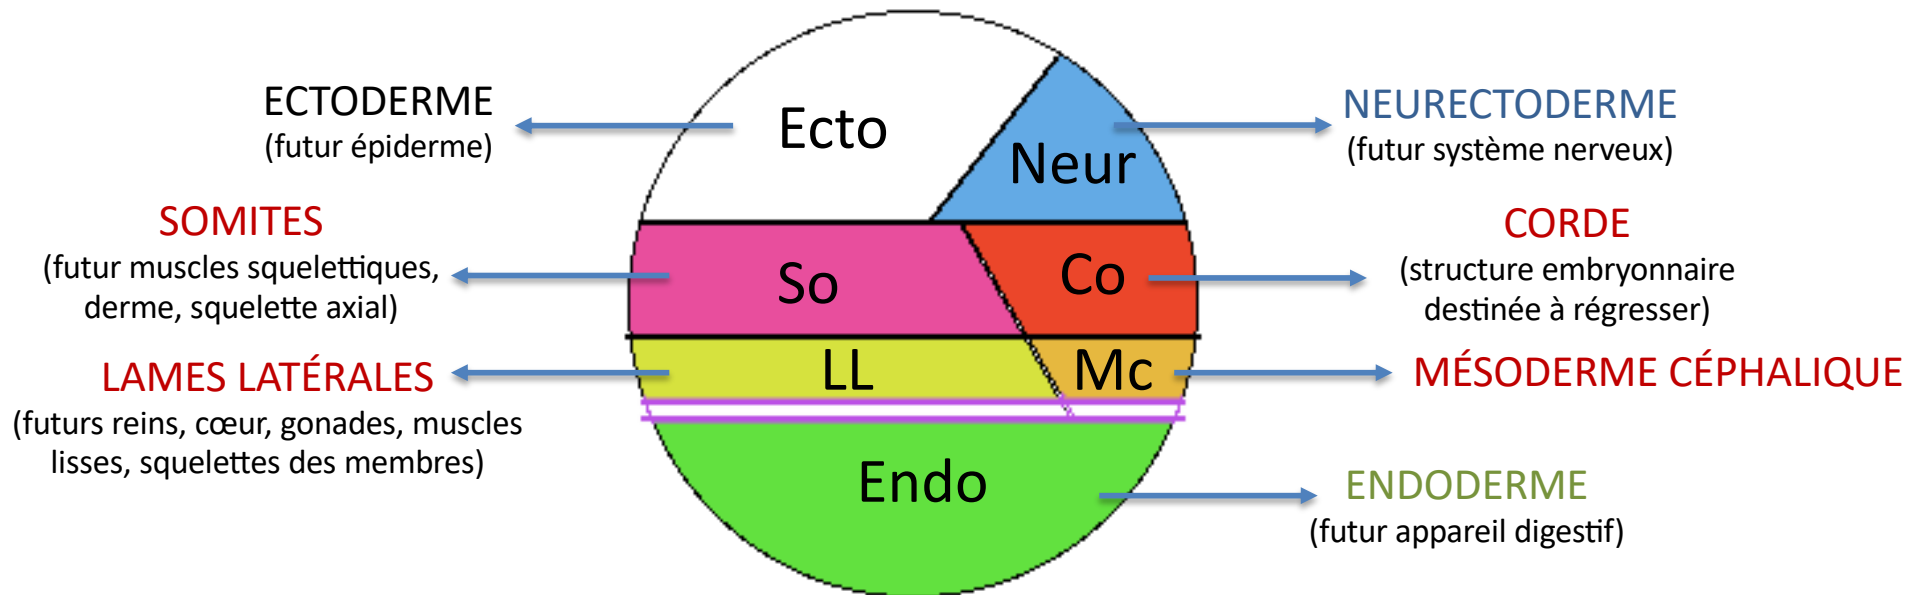 ECTODERME
(futur épiderme)
SOMITES
(futur muscles squelettiques,
derme, squelette axial)
LAMES LATÉRALES
(futurs reins, cœur, gonades, muscles
lisses, squelettes des membres)
Ecto
Neur
So
Co
LL
Mc
Endo
NEURECTODERME
(futur système nerveux)
CORDE
(structure embryonnaire
destinée à régresser)
MÉSODERME CÉPHALIQUE
ENDODERME
(futur appareil digestif)